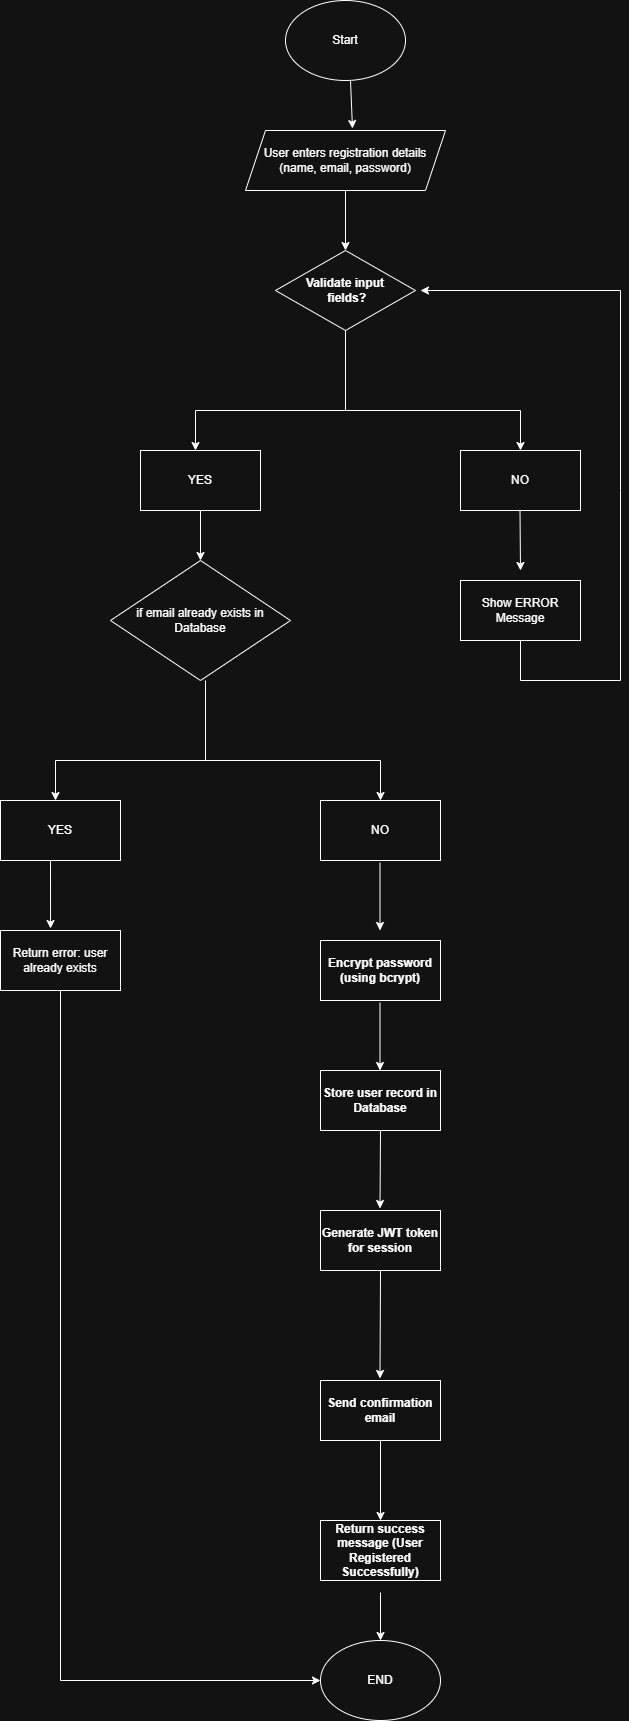 Start
User enters registration details
(name, email, password)
Validate input
fields?
YES
NO
if email already exists in
Database
Show ERROR
Message
YES
NO
Return error: user
already exists
Encrypt password
(using bcrypt)
Store user record in
Database
Generate JWT token
for session
Send confirmation
email
Return success
message (User
Registered
Successfully)
END